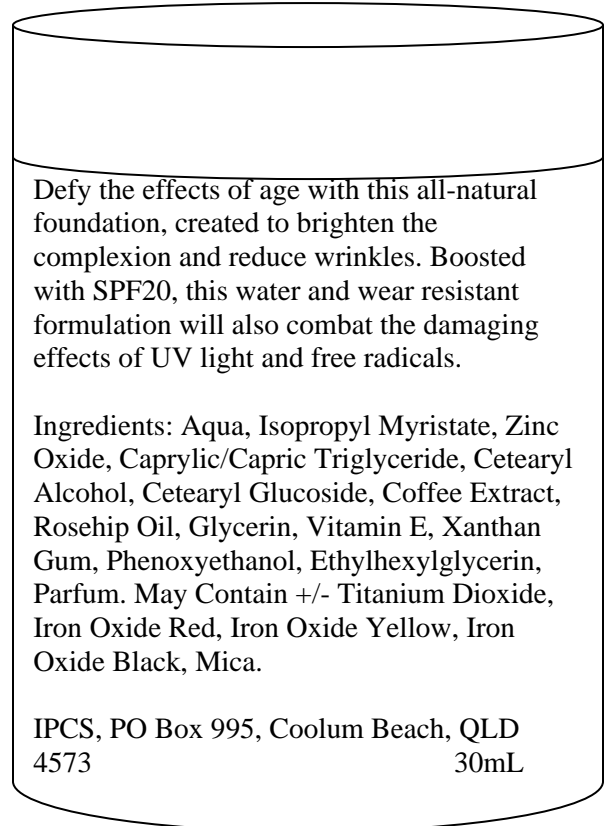 Defy the effects of age with this all-natural
foundation, created to brighten the
complexion and reduce wrinkles. Boosted
with SPF20, this water and wear resistant
formulation will also combat the damaging
effects of UV light and free radicals.
Ingredients: Aqua, Isopropyl Myristate, Zinc
Oxide, Caprylic/Capric Triglyceride, Cetearyl
Alcohol, Cetearyl Glucoside, Coffee Extract,
Rosehip Oil, Glycerin, Vitamin E, Xanthan
Gum, Phenoxyethanol, Ethylhexylglycerin,
Parfum. May Contain +/- Titanium Dioxide,
Iron Oxide Red, Iron Oxide Yellow, Iron
Oxide Black, Mica.
IPCS, PO Box 995, Coolum Beach, QLD
4573 30mL